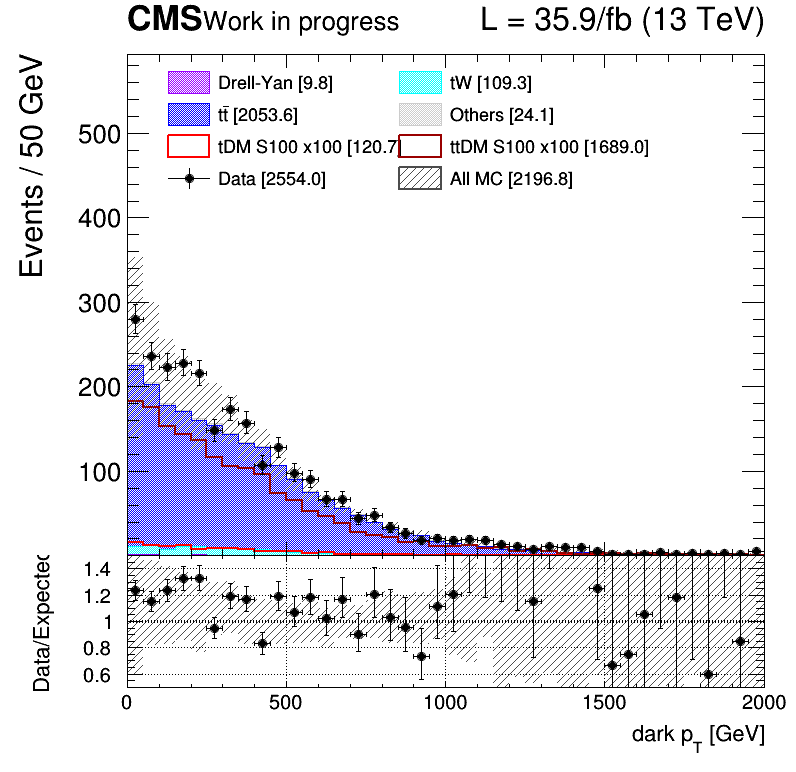 CMS Work in progress L = 35.9/fb (13 TeV)
Events / 50 GeV
Drell-Yan [9.8] tW [109.3]
tt̄ [2053.6] Others [24.1]
tDM S100 x100 [120.7] ttDM S100 x100 [1689.0]
Data [2554.0] All MC [2196.8]
500
400
300
200
100
Data/Expected
1.4
1.2
1
0.8
0.6
0 500 1000 1500 2000
dark pT [GeV]